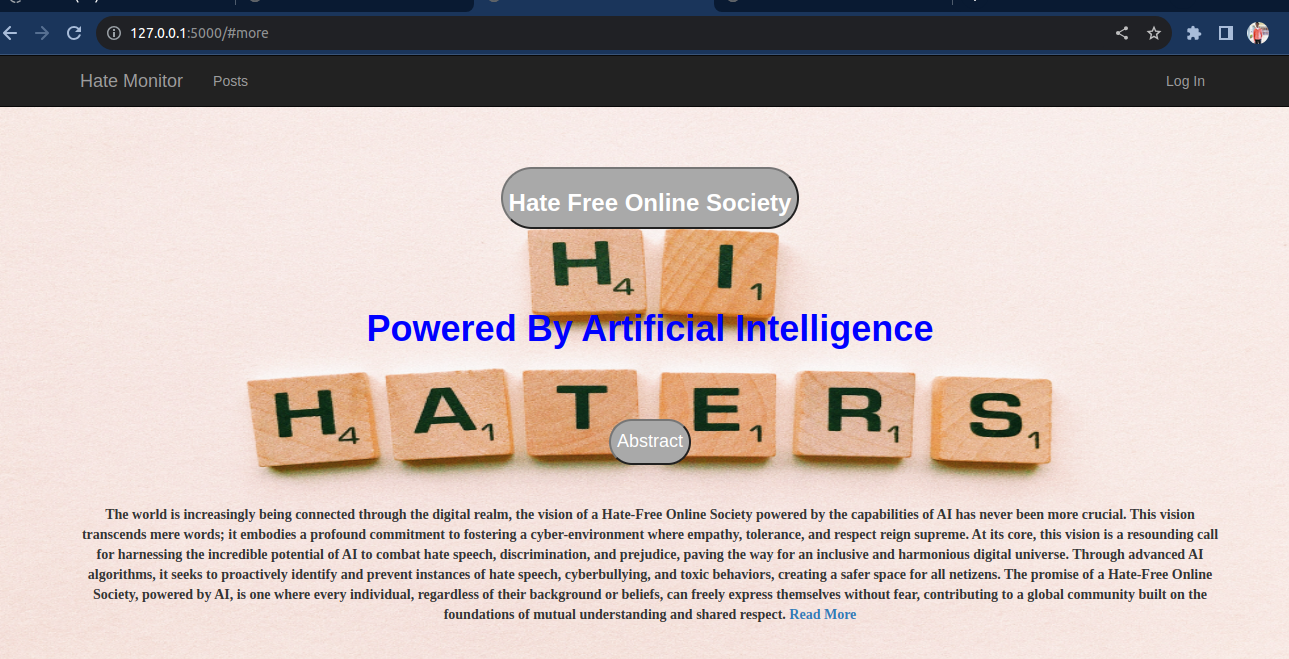 127.0.0.1:5000/#more
Hate Monitor Posts Log In
Hate Free Online Society
H4 I1
Powered By Artificial Intelligence
H4 A1 T E1 R1 S1
Abstract
The world is increasingly being connected through the digital realm, the vision of a Hate-Free Online Society powered by the capabilities of AI has never been more crucial. This vision
transcends mere words; it embodies a profound commitment to fostering a cyber-environment where empathy, tolerance, and respect reign supreme. At its core, this vision is a resounding call
for harnessing the incredible potential of AI to combat hate speech, discrimination, and prejudice, paving the way for an inclusive and harmonious digital universe. Through advanced AI
algorithms, it seeks to proactively identify and prevent instances of hate speech, cyberbullying, and toxic behaviors, creating a safer space for all netizens. The promise of a Hate-Free Online
Society, powered by AI, is one where every individual, regardless of their background or beliefs, can freely express themselves without fear, contributing to a global community built on the
foundations of mutual understanding and shared respect. Read More